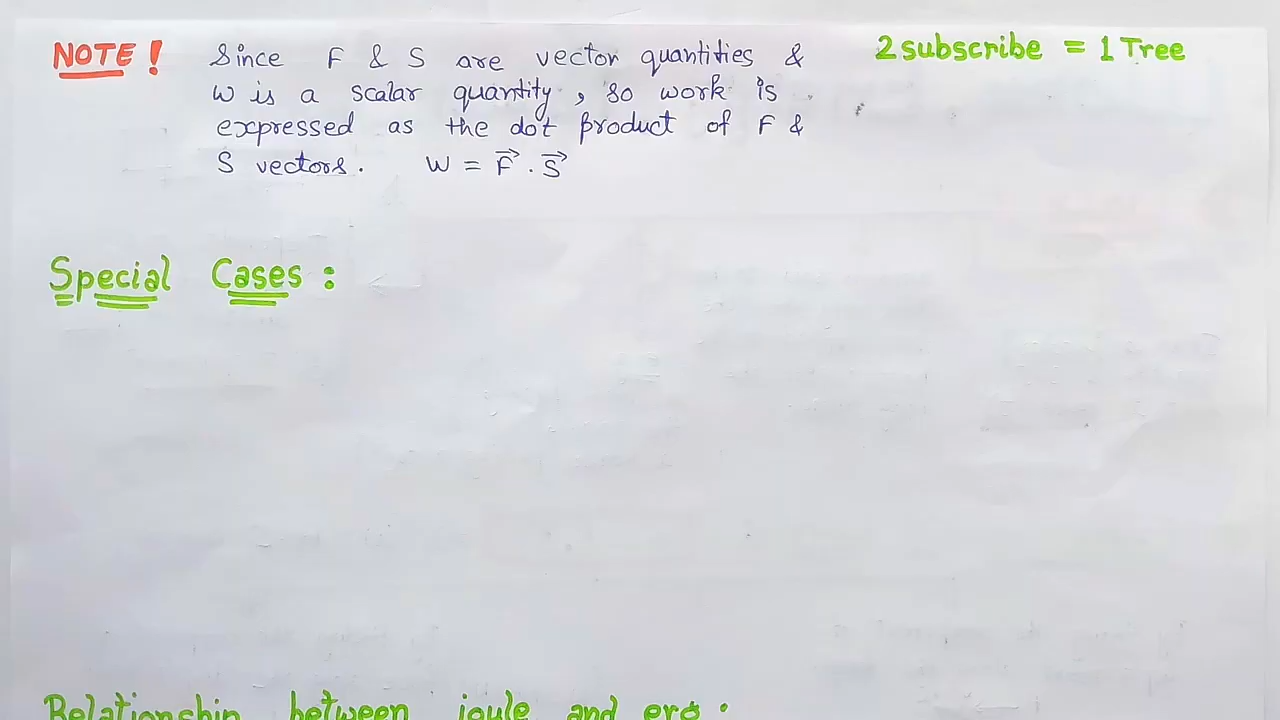 NOTE! Since F & S are vector quantities &
W is a scalar quantity, so work is
expressed as the dot product of F &
S vectors. W = F⃗ . S⃗
2 subscribe = 1 Tree
Special Cases :
Relationship between joule and erg :